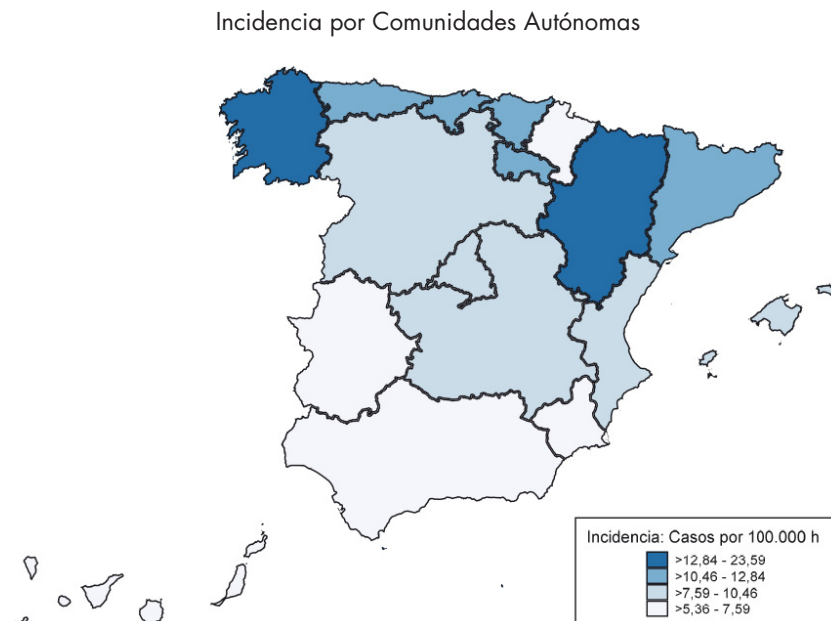 Incidencia por Comunidades Autónomas
Incidencia: Casos por 100.000 h
>12,84 - 23,59
>10,46 - 12,84
>7,59 - 10,46
>5,36 - 7,59